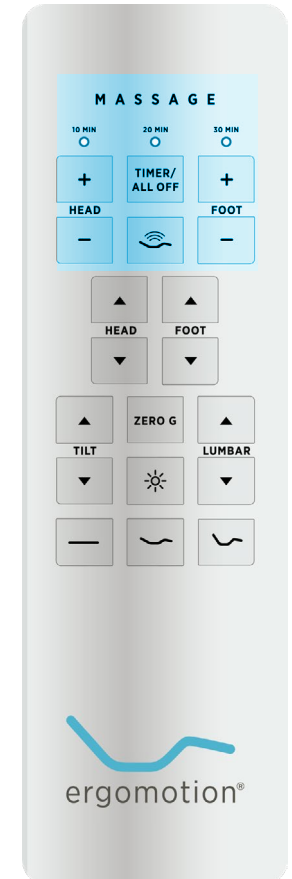 MASSAGE
10 MIN 20 MIN 30 MIN
+ TIMER/ +
ALL OFF
HEAD FOOT
- -
HEAD FOOT
ZERO G
TILT LUMBAR
ergomotion®